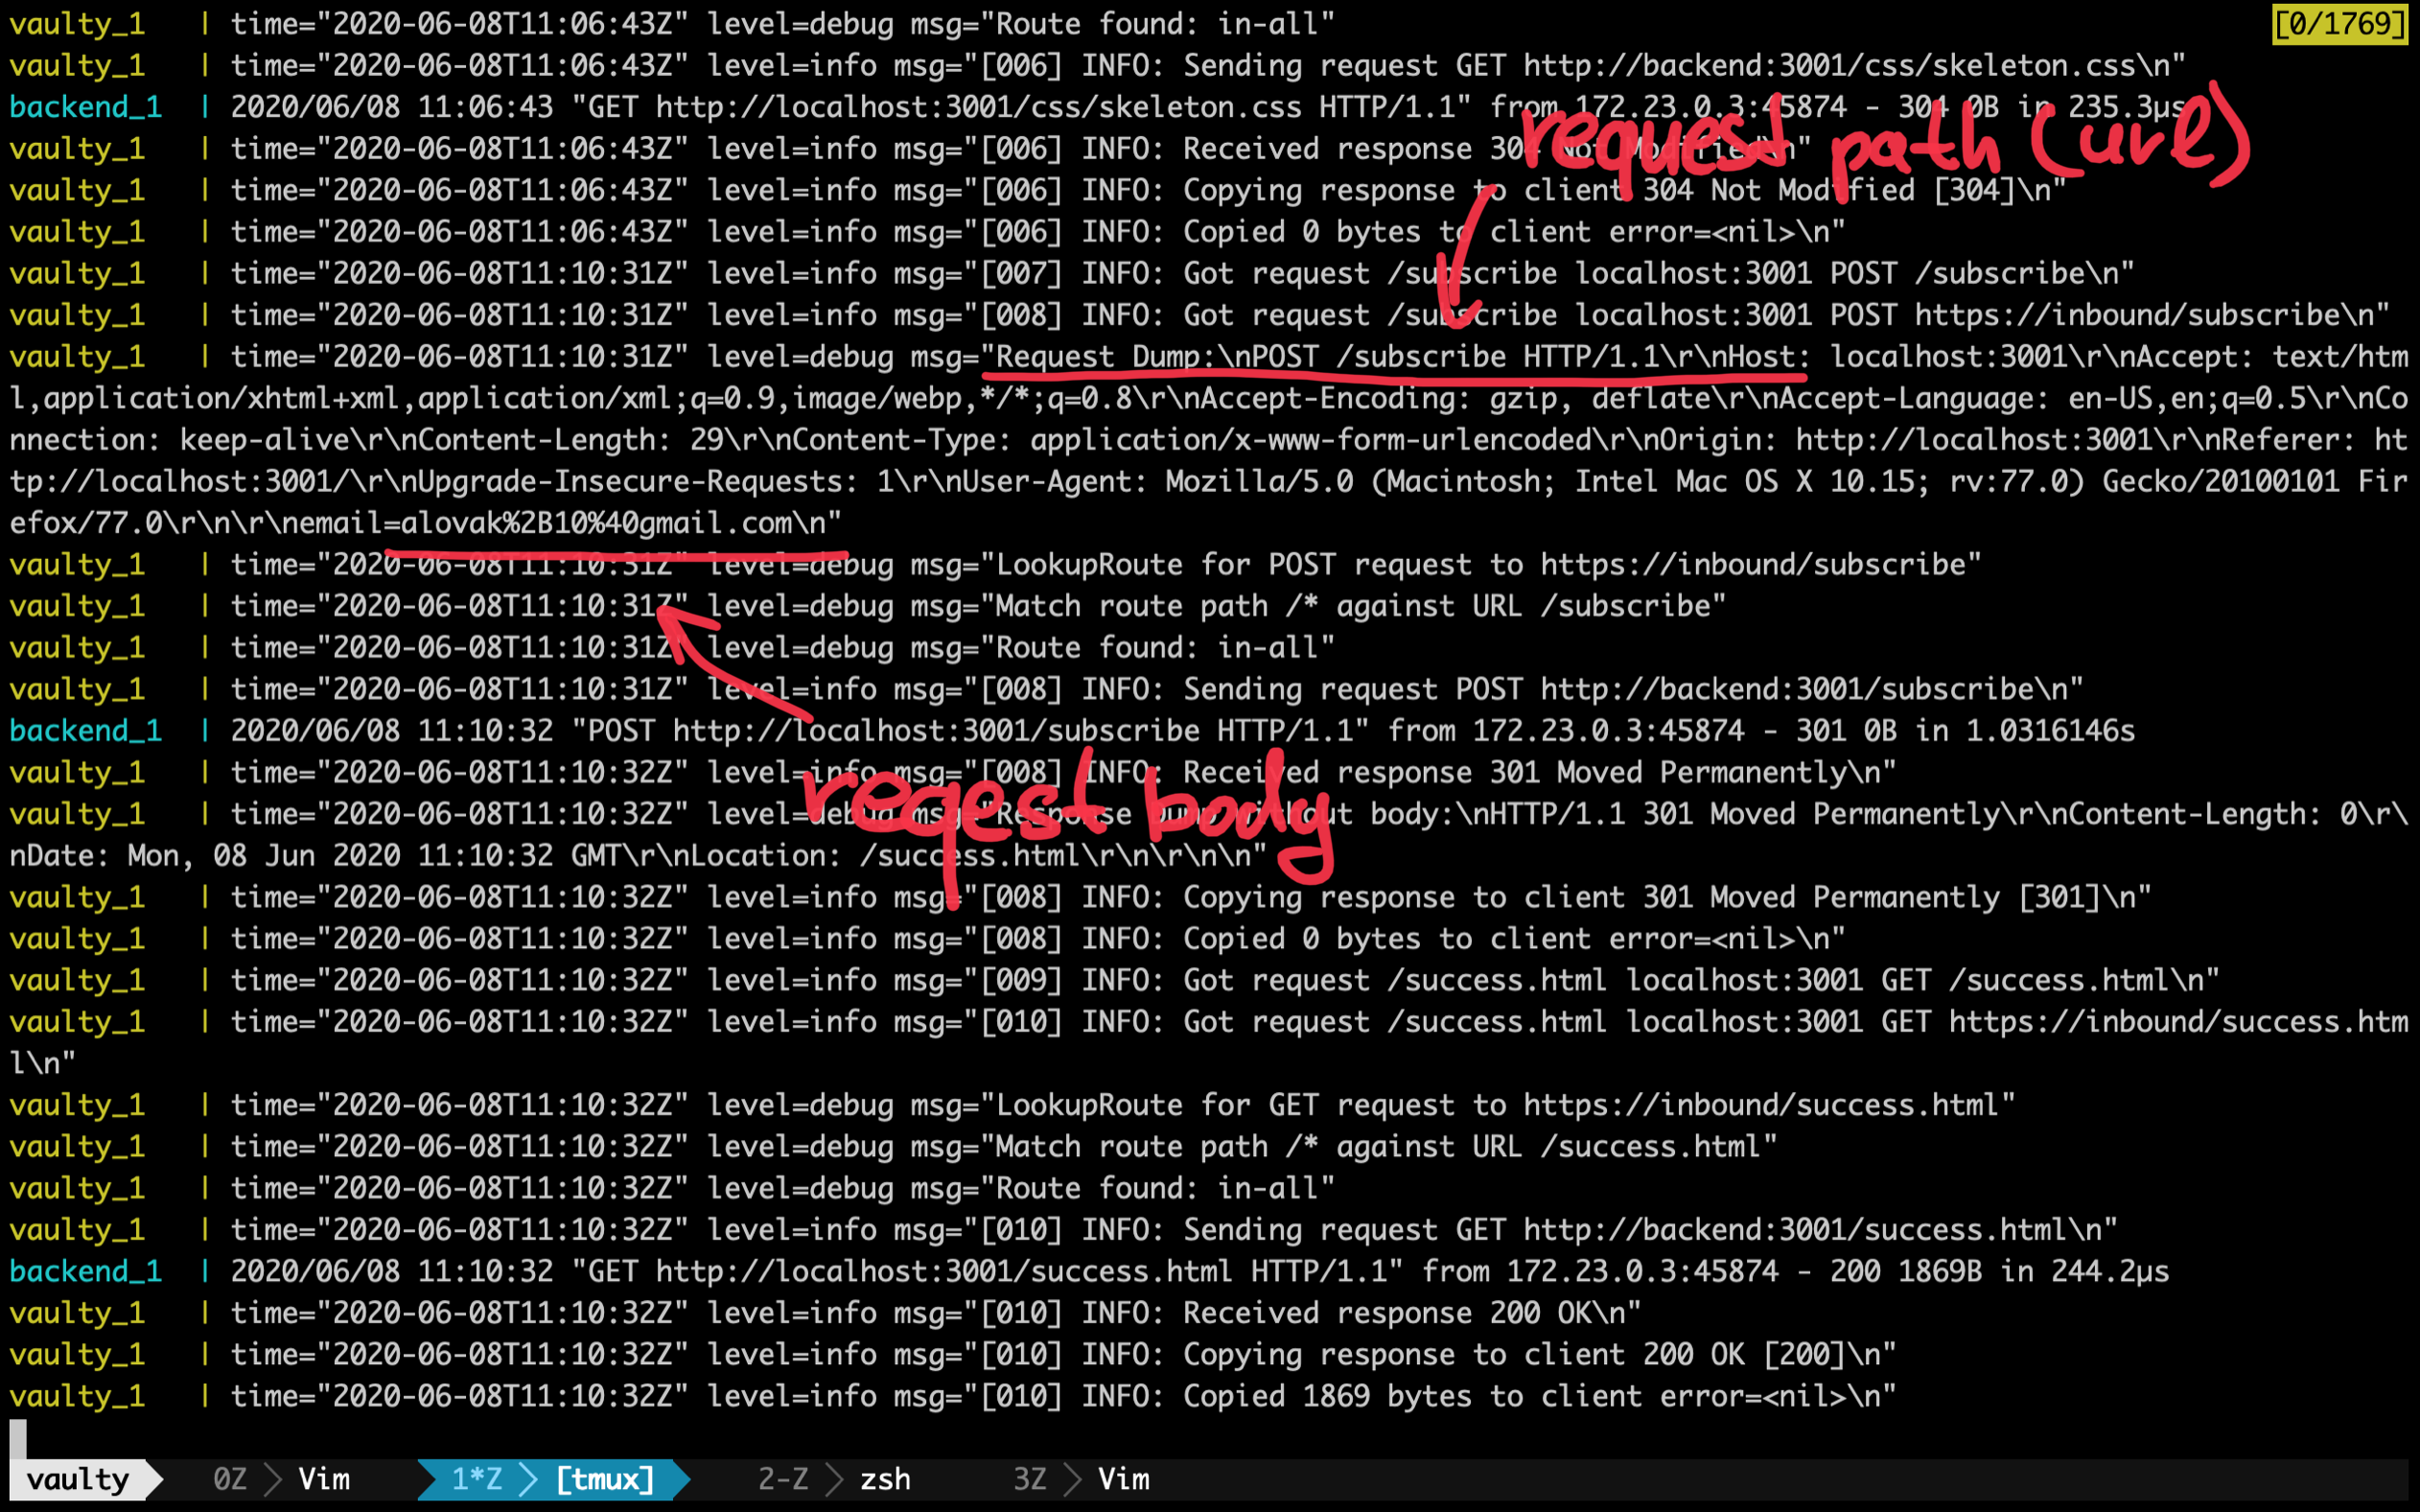 vaulty_1   | time="2020-06-08T11:06:43Z" level=debug msg="Route found: in-all" [0/1769]
vaulty_1   | time="2020-06-08T11:06:43Z" level=info msg="[006] INFO: Sending request GET http://backend:3001/css/skeleton.css\n"
backend_1  | 2020/06/08 11:06:43 "GET http://localhost:3001/css/skeleton.css HTTP/1.1" from 172.23.0.3:45874 - 304 0B in 235.3µs
request path (url)
vaulty_1   | time="2020-06-08T11:06:43Z" level=info msg="[006] INFO: Received response 304 Not Modified\n"
vaulty_1   | time="2020-06-08T11:06:43Z" level=info msg="[006] INFO: Copying response to client 304 Not Modified [304]\n"
vaulty_1   | time="2020-06-08T11:06:43Z" level=info msg="[006] INFO: Copied 0 bytes to client error=<nil>\n"
vaulty_1   | time="2020-06-08T11:10:31Z" level=info msg="[007] INFO: Got request /subscribe localhost:3001 POST /subscribe\n"
vaulty_1   | time="2020-06-08T11:10:31Z" level=info msg="[008] INFO: Got request /subscribe localhost:3001 POST https://inbound/subscribe\n"
vaulty_1   | time="2020-06-08T11:10:31Z" level=debug msg="Request Dump:\nPOST /subscribe HTTP/1.1\r\nHost: localhost:3001\r\nAccept: text/htm
l,application/xhtml+xml,application/xml;q=0.9,image/webp,*/*;q=0.8\r\nAccept-Encoding: gzip, deflate\r\nAccept-Language: en-US,en;q=0.5\r\nCo
nnection: keep-alive\r\nContent-Length: 29\r\nContent-Type: application/x-www-form-urlencoded\r\nOrigin: http://localhost:3001\r\nReferer: ht
tp://localhost:3001/\r\nUpgrade-Insecure-Requests: 1\r\nUser-Agent: Mozilla/5.0 (Macintosh; Intel Mac OS X 10.15; rv:77.0) Gecko/20100101 Fir
efox/77.0\r\n\r\nemail=alovak%2B10%40gmail.com\n"
vaulty_1   | time="2020-06-08T11:10:31Z" level=debug msg="LookupRoute for POST request to https://inbound/subscribe"
vaulty_1   | time="2020-06-08T11:10:31Z" level=debug msg="Match route path /* against URL /subscribe"
vaulty_1   | time="2020-06-08T11:10:31Z" level=debug msg="Route found: in-all"
vaulty_1   | time="2020-06-08T11:10:31Z" level=info msg="[008] INFO: Sending request POST http://backend:3001/subscribe\n"
backend_1  | 2020/06/08 11:10:32 "POST http://localhost:3001/subscribe HTTP/1.1" from 172.23.0.3:45874 - 301 0B in 1.0316146s
vaulty_1   | time="2020-06-08T11:10:32Z" level=info msg="[008] INFO: Received response 301 Moved Permanently\n"
reqest body
vaulty_1   | time="2020-06-08T11:10:32Z" level=debug msg="Response Dump without body:\nHTTP/1.1 301 Moved Permanently\r\nContent-Length: 0\r\
nDate: Mon, 08 Jun 2020 11:10:32 GMT\r\nLocation: /success.html\r\n\r\n\n"
vaulty_1   | time="2020-06-08T11:10:32Z" level=info msg="[008] INFO: Copying response to client 301 Moved Permanently [301]\n"
vaulty_1   | time="2020-06-08T11:10:32Z" level=info msg="[008] INFO: Copied 0 bytes to client error=<nil>\n"
vaulty_1   | time="2020-06-08T11:10:32Z" level=info msg="[009] INFO: Got request /success.html localhost:3001 GET /success.html\n"
vaulty_1   | time="2020-06-08T11:10:32Z" level=info msg="[010] INFO: Got request /success.html localhost:3001 GET https://inbound/success.htm
l\n"
vaulty_1   | time="2020-06-08T11:10:32Z" level=debug msg="LookupRoute for GET request to https://inbound/success.html"
vaulty_1   | time="2020-06-08T11:10:32Z" level=debug msg="Match route path /* against URL /success.html"
vaulty_1   | time="2020-06-08T11:10:32Z" level=debug msg="Route found: in-all"
vaulty_1   | time="2020-06-08T11:10:32Z" level=info msg="[010] INFO: Sending request GET http://backend:3001/success.html\n"
backend_1  | 2020/06/08 11:10:32 "GET http://localhost:3001/success.html HTTP/1.1" from 172.23.0.3:45874 - 200 1869B in 244.2µs
vaulty_1   | time="2020-06-08T11:10:32Z" level=info msg="[010] INFO: Received response 200 OK\n"
vaulty_1   | time="2020-06-08T11:10:32Z" level=info msg="[010] INFO: Copying response to client 200 OK [200]\n"
vaulty_1   | time="2020-06-08T11:10:32Z" level=info msg="[010] INFO: Copied 1869 bytes to client error=<nil>\n"
vaulty 0Z Vim 1*Z [tmux] 2-Z zsh 3Z Vim